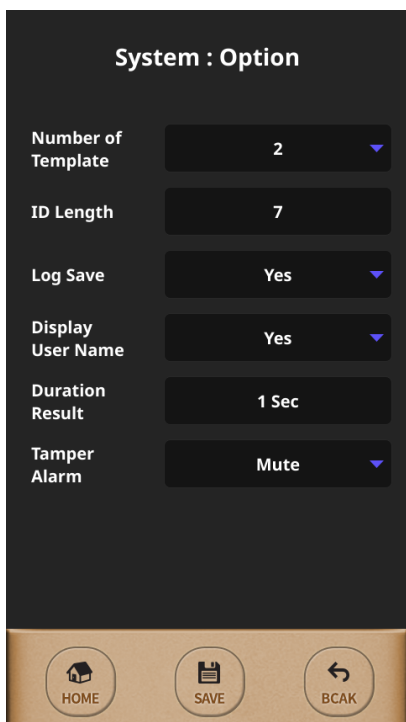 System : Option
Number of
Template
2
ID Length
7
Log Save
Yes
Display
User Name
Yes
Duration
Result
1 Sec
Tamper
Alarm
Mute
HOME
SAVE
BCAK